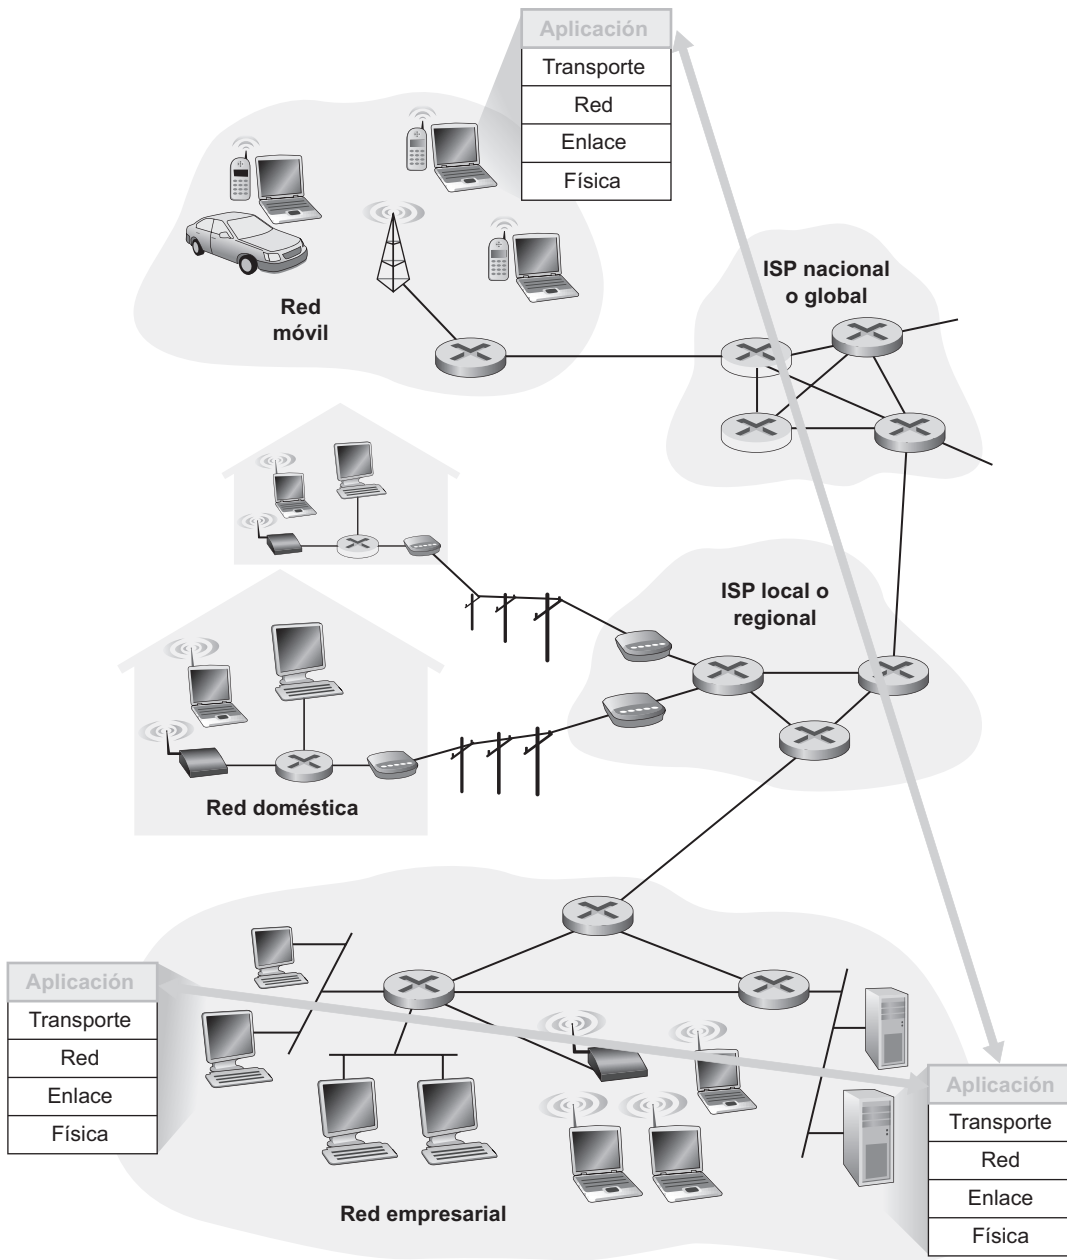 Aplicación
Transporte
Red
Enlace
Física
ISP nacional
o global
Red
móvil
ISP local o
regional
Red doméstica
Aplicación
Transporte
Red
Enlace
Física
Aplicación
Transporte
Red
Enlace
Física
Red empresarial